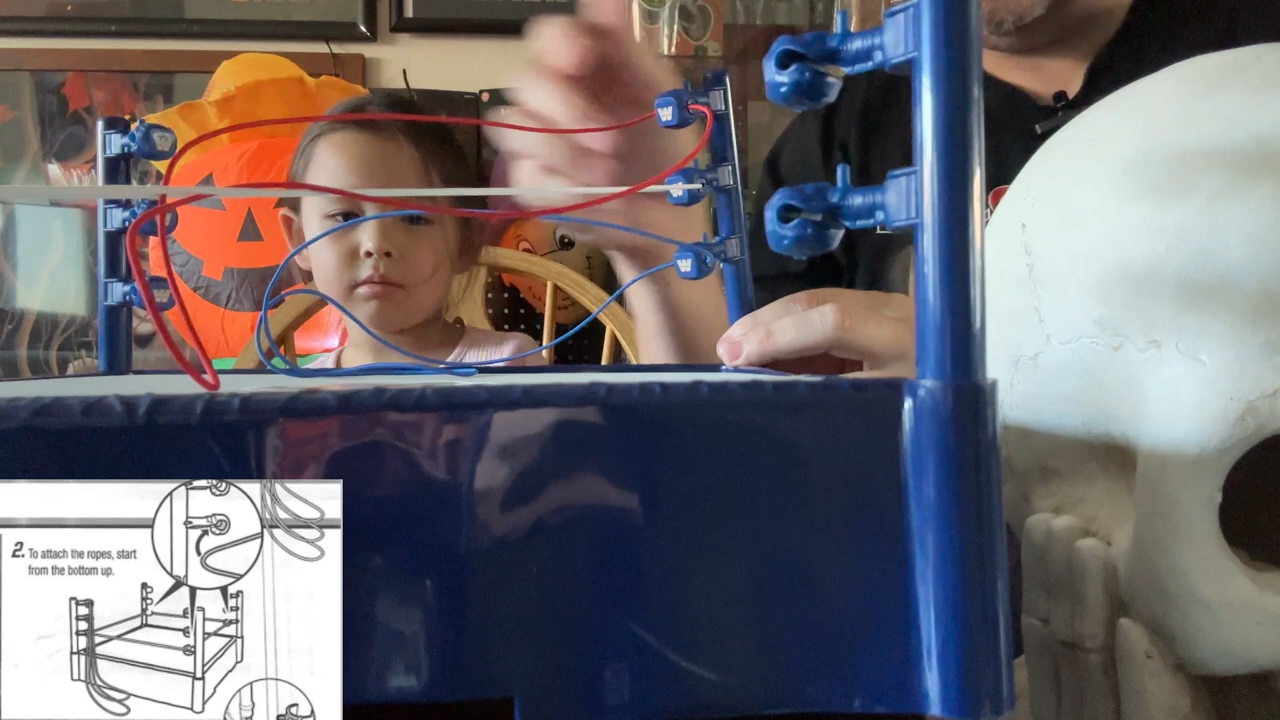 2. To attach the ropes, start
from the bottom up.
W
W
W